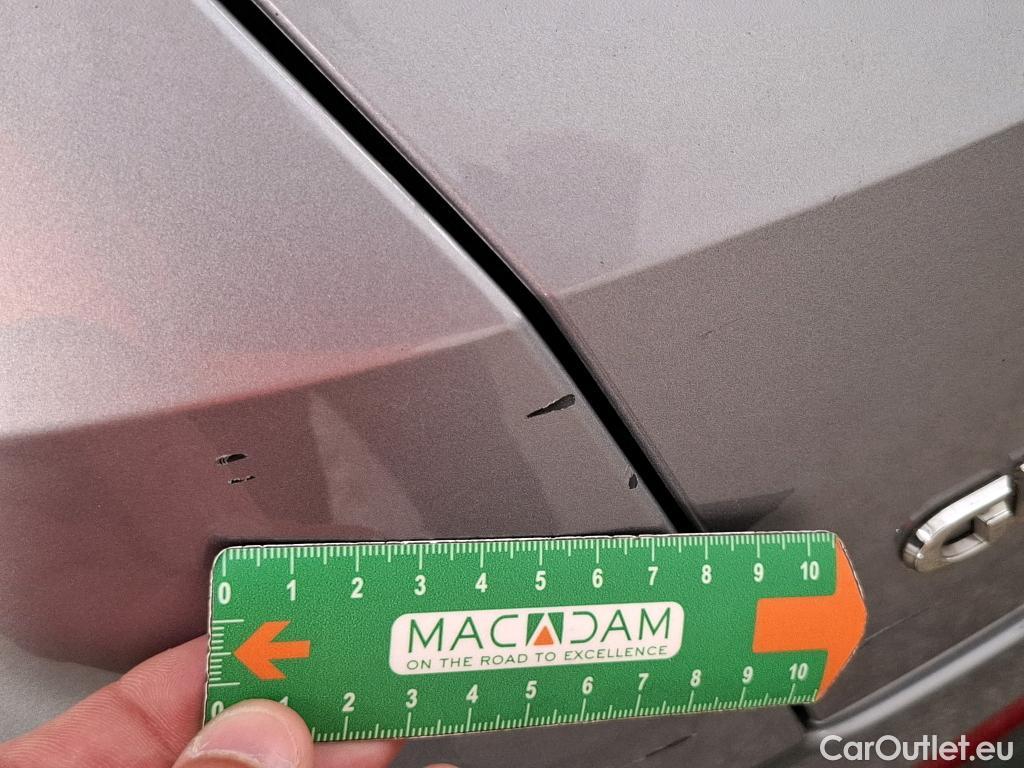 0 1 2 3 4 5 6 7 8 9 10
MACADAM
ON THE ROAD TO EXCELLENCE
0 1 2 3 4 5 6 7 8 9 10
CarOutlet.eu